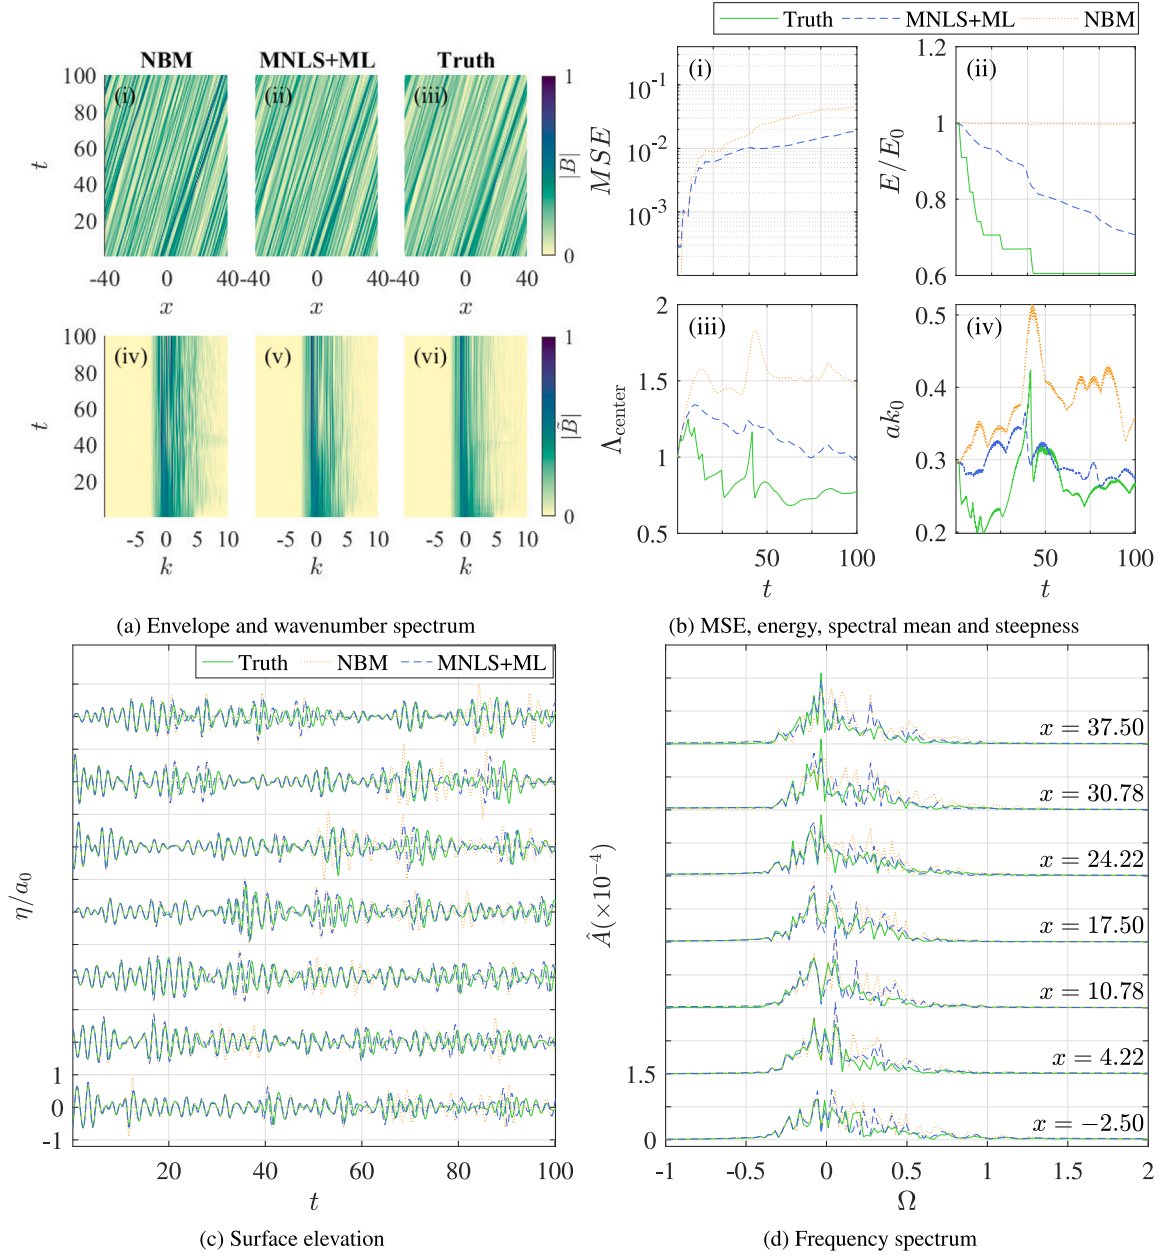 Truth MNLS+ML NBM
NBM MNLS+ML Truth
100
80
60
40
20
t
(i) (ii) (iii)
-40 0 40 -40 0 40 -40 0 40
x x x
1
|B|
0
100
80
60
40
20
t
(iv) (v) (vi)
-5 0 5 10 -5 0 5 10 -5 0 5 10
k k k
1
|B̃|
0
(a) Envelope and wavenumber spectrum
(i)
10⁻¹
10⁻²
10⁻³
MSE
(ii)
1.2
1
0.8
0.6
E/E₀
(iii)
2
1.5
1
0.5
Λcenter
50 100
t
(iv)
0.5
0.4
0.3
0.2
ak₀
50 100
t
(b) MSE, energy, spectral mean and steepness
Truth NBM MNLS+ML
η/a₀
1
0
-1
20 40 60 80 100
t
(c) Surface elevation
Â(×10⁻⁴)
x = 37.50
x = 30.78
x = 24.22
x = 17.50
x = 10.78
x = 4.22
x = −2.50
1.5
0
-1 -0.5 0 0.5 1 1.5 2
Ω
(d) Frequency spectrum